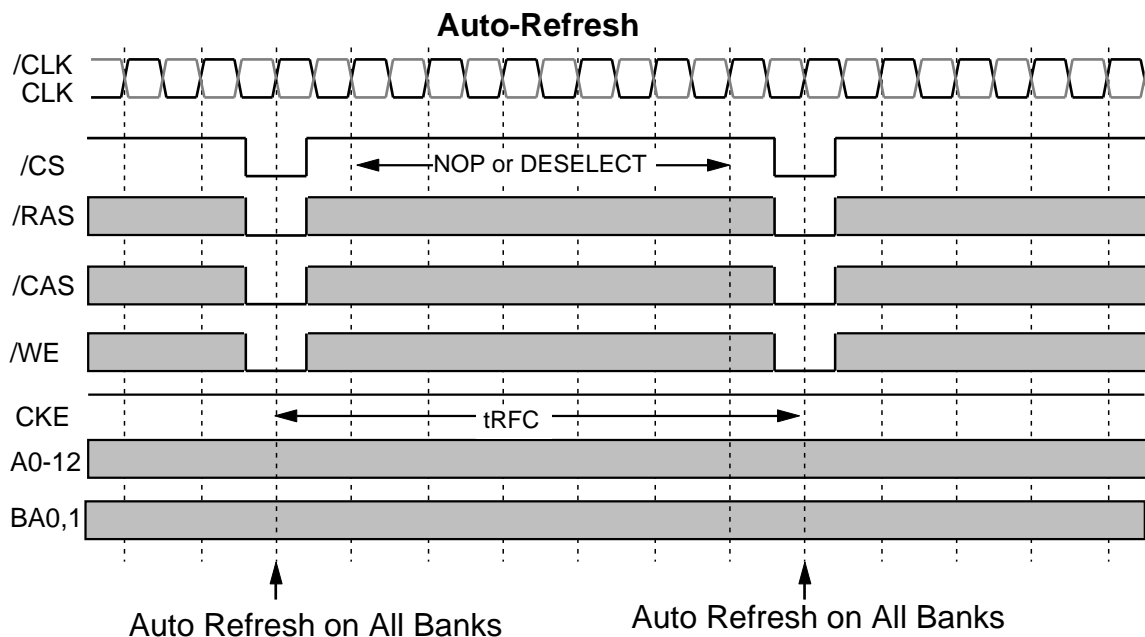 Auto-Refresh
/CLK
CLK
/CS
NOP or DESELECT
/RAS
/CAS
/WE
CKE
tRFC
A0-12
BA0,1
Auto Refresh on All Banks
Auto Refresh on All Banks